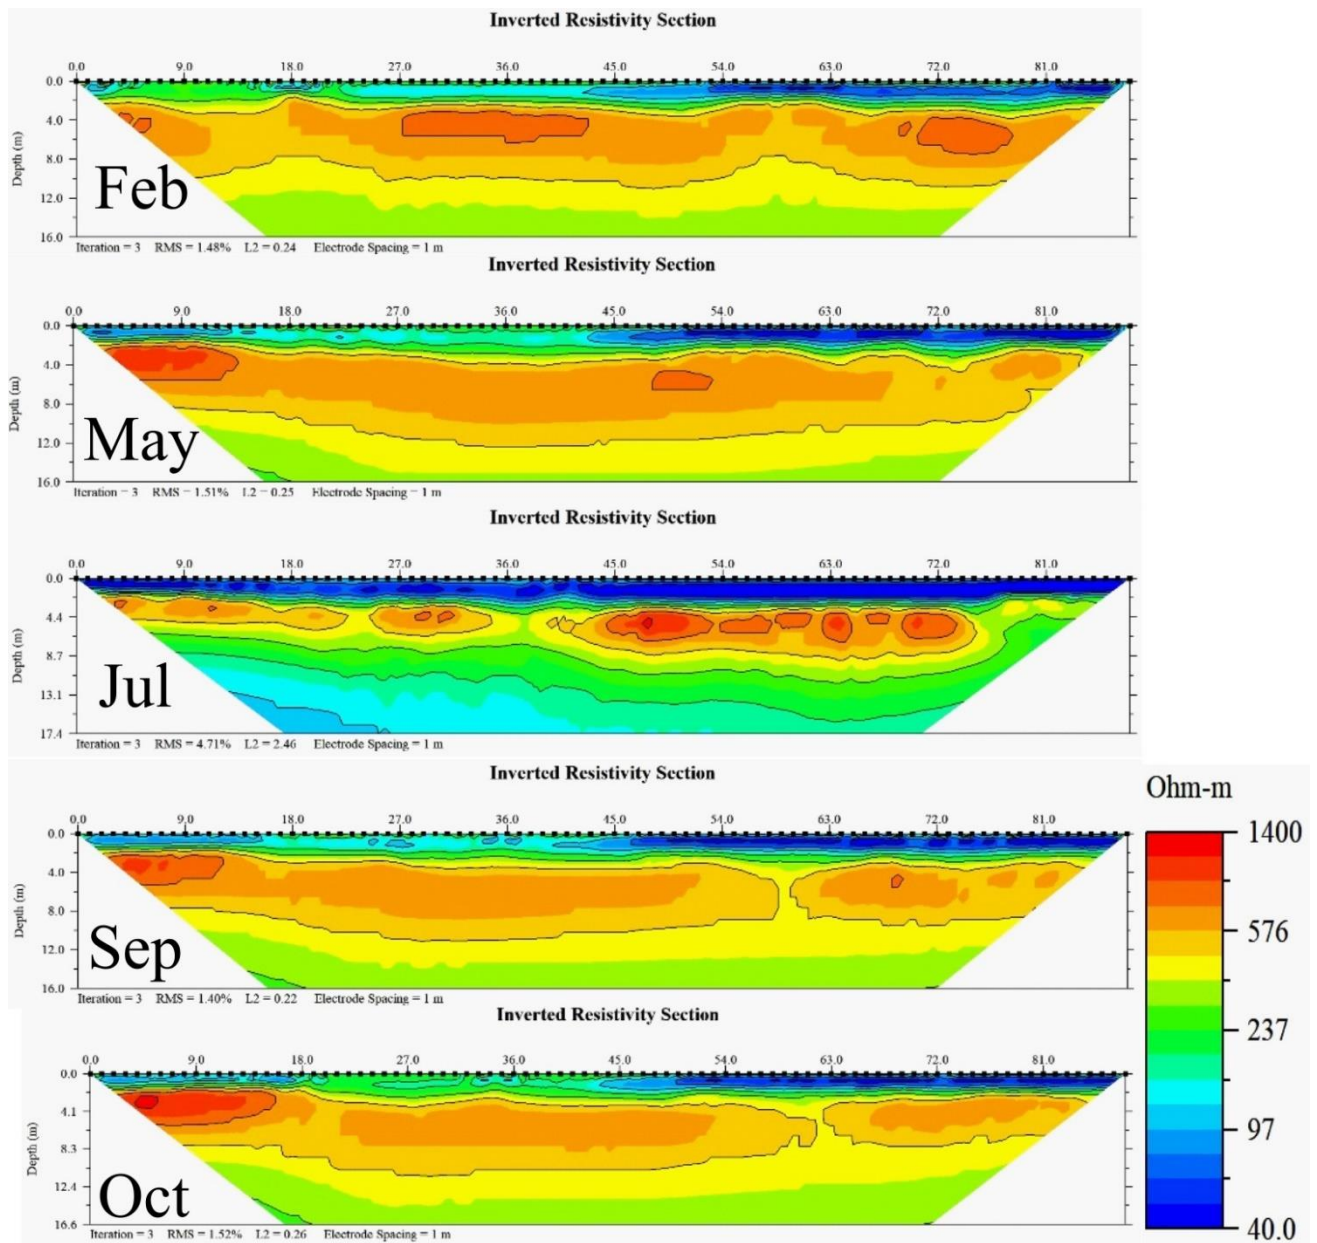 Inverted Resistivity Section
0.0 9.0 18.0 27.0 36.0 45.0 54.0 63.0 72.0 81.0
0.0
4.0
8.0
12.0
16.0
Depth (m)
Feb
Iteration = 3 RMS = 1.48% L2 = 0.24 Electrode Spacing = 1 m
Inverted Resistivity Section
0.0 9.0 18.0 27.0 36.0 45.0 54.0 63.0 72.0 81.0
0.0
4.0
8.0
12.0
16.0
Depth (m)
May
Iteration = 3 RMS = 1.51% L2 = 0.25 Electrode Spacing = 1 m
Inverted Resistivity Section
0.0 9.0 18.0 27.0 36.0 45.0 54.0 63.0 72.0 81.0
0.0
4.4
8.7
13.1
17.4
Depth (m)
Jul
Iteration = 3 RMS = 4.71% L2 = 2.46 Electrode Spacing = 1 m
Inverted Resistivity Section
0.0 9.0 18.0 27.0 36.0 45.0 54.0 63.0 72.0 81.0
0.0
4.0
8.0
12.0
16.0
Depth (m)
Sep
Iteration = 3 RMS = 1.40% L2 = 0.22 Electrode Spacing = 1 m
Inverted Resistivity Section
0.0 9.0 18.0 27.0 36.0 45.0 54.0 63.0 72.0 81.0
0.0
4.1
8.3
12.4
16.6
Depth (m)
Oct
Iteration = 3 RMS = 1.52% L2 = 0.26 Electrode Spacing = 1 m
Ohm-m
1400
576
237
97
40.0